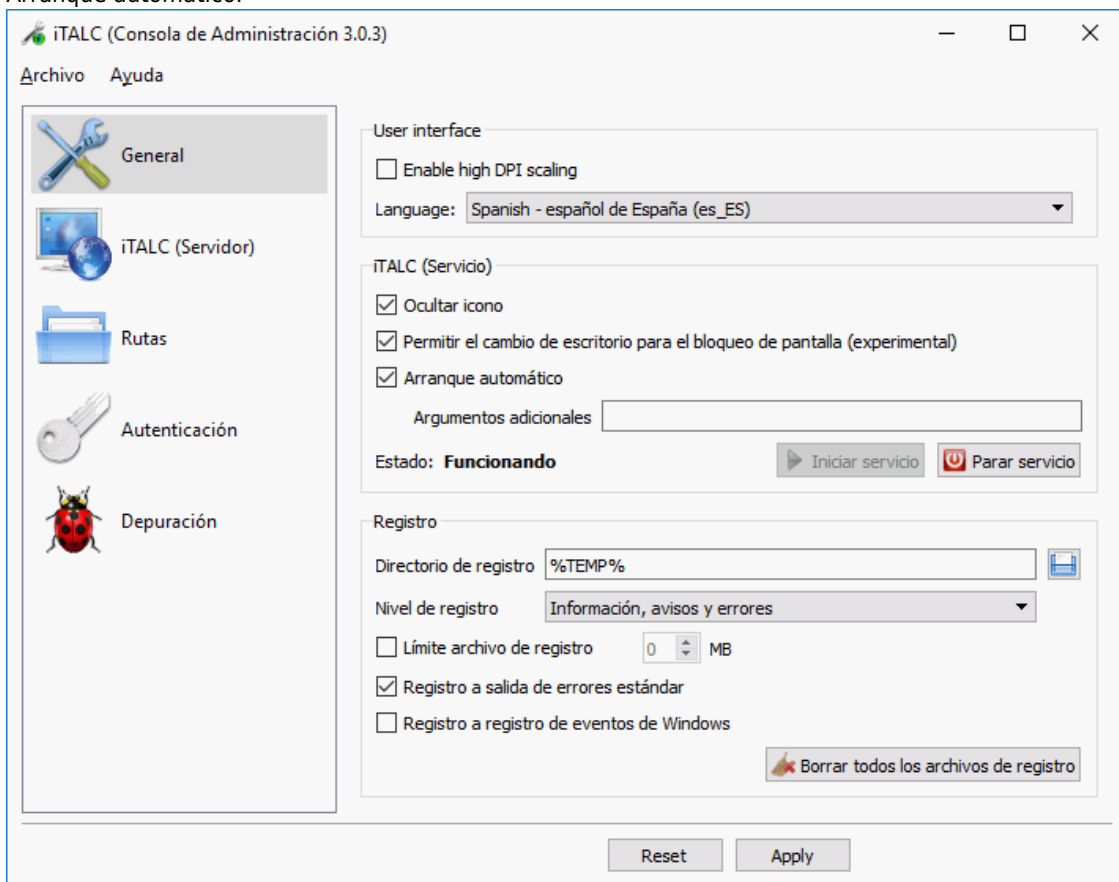 Arranque automático.
iTALC (Consola de Administración 3.0.3)
Archivo Ayuda
General
iTALC (Servidor)
Rutas
Autenticación
Depuración
User interface
Enable high DPI scaling
Language: Spanish - español de España (es_ES)
iTALC (Servicio)
Ocultar icono
Permitir el cambio de escritorio para el bloqueo de pantalla (experimental)
Arranque automático
Argumentos adicionales
Estado: Funcionando Iniciar servicio Parar servicio
Registro
Directorio de registro %TEMP%
Nivel de registro Información, avisos y errores
Límite archivo de registro 0 MB
Registro a salida de errores estándar
Registro a registro de eventos de Windows
Borrar todos los archivos de registro
Reset Apply